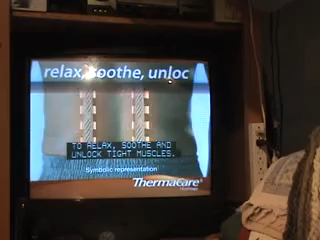 relax, soothe, unloc
TO RELAX, SOOTHE AND
UNLOCK TIGHT MUSCLES.
Symbolic representation
ThermaCare